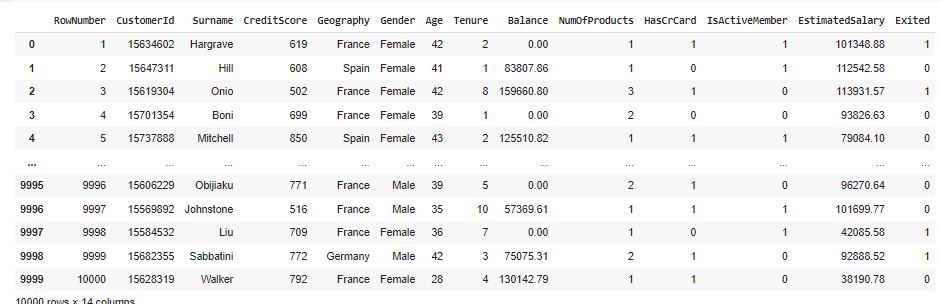 RowNumber CustomerId Surname CreditScore Geography Gender Age Tenure Balance NumOfProducts HasCrCard IsActiveMember EstimatedSalary Exited
0 1 15634602 Hargrave 619 France Female 42 2 0.00 1 1 1 101348.88 1
1 2 15647311 Hill 608 Spain Female 41 1 83807.86 1 0 1 112542.58 0
2 3 15619304 Onio 502 France Female 42 8 159660.80 3 1 0 113931.57 1
3 4 15701354 Boni 699 France Female 39 1 0.00 2 0 0 93826.63 0
4 5 15737888 Mitchell 850 Spain Female 43 2 125510.82 1 1 1 79084.10 0
... ... ... ... ... ... ... ... ... ... ... ... ... ... ...
9995 9996 15606229 Obijiaku 771 France Male 39 5 0.00 2 1 0 96270.64 0
9996 9997 15569892 Johnstone 516 France Male 35 10 57369.61 1 1 1 101699.77 0
9997 9998 15584532 Liu 709 France Female 36 7 0.00 1 0 1 42085.58 1
9998 9999 15682355 Sabbatini 772 Germany Male 42 3 75075.31 2 1 0 92888.52 1
9999 10000 15628319 Walker 792 France Female 28 4 130142.79 1 1 0 38190.78 0
10000 rows × 14 columns